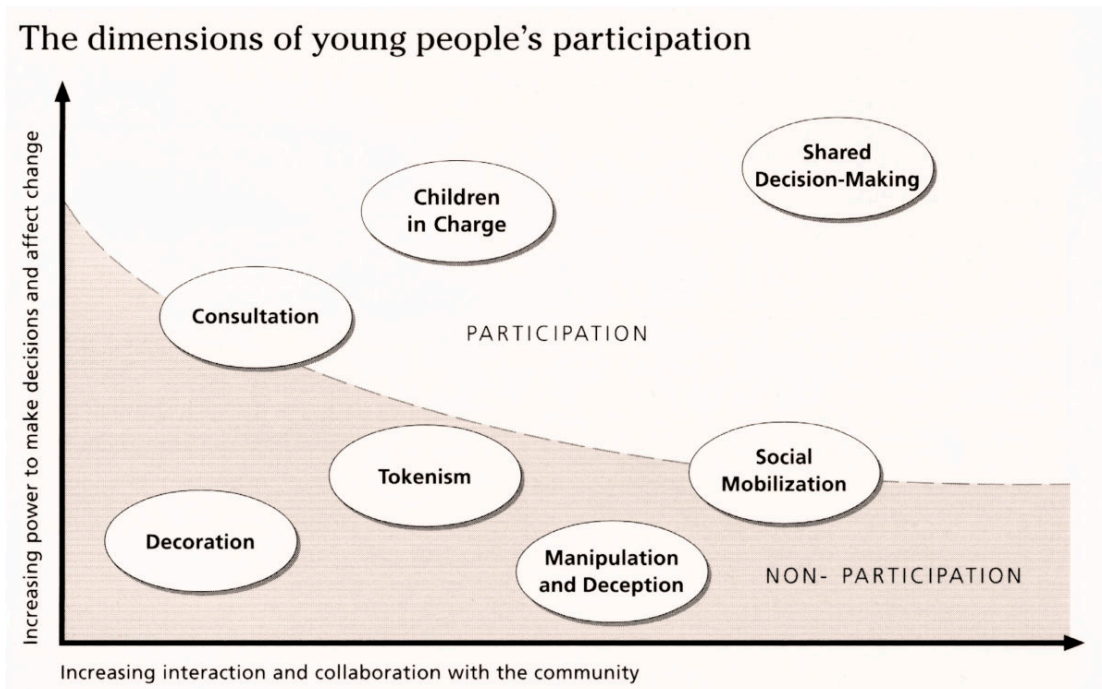 The dimensions of young people's participation
Increasing power to make decisions and affect change
Shared
Decision-Making
Children
in Charge
Consultation
PARTICIPATION
Tokenism
Social
Mobilization
Decoration
Manipulation
and Deception
NON- PARTICIPATION
Increasing interaction and collaboration with the community